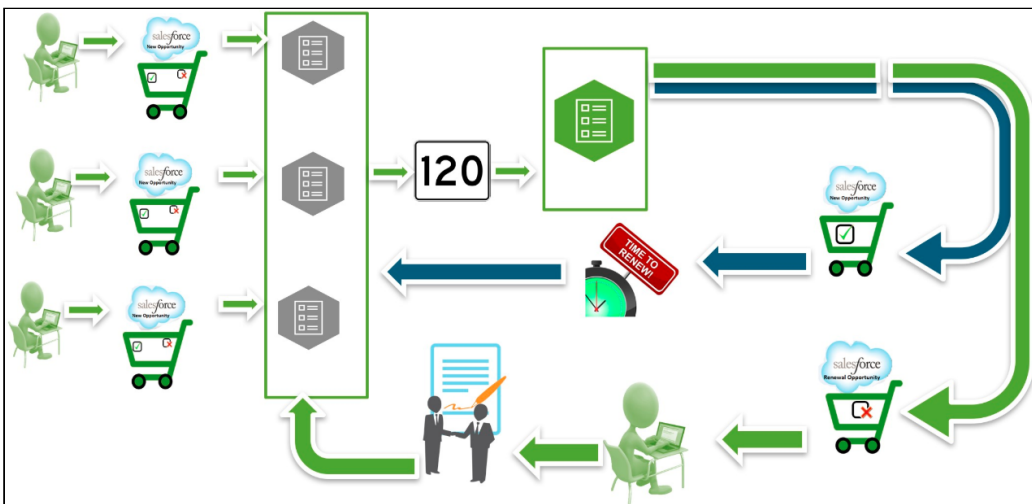 salesforce
New Opportunity
salesforce
New Opportunity
salesforce
New Opportunity
120
salesforce
New Opportunity
TIME TO
RENEW!
salesforce
Renewal Opportunity